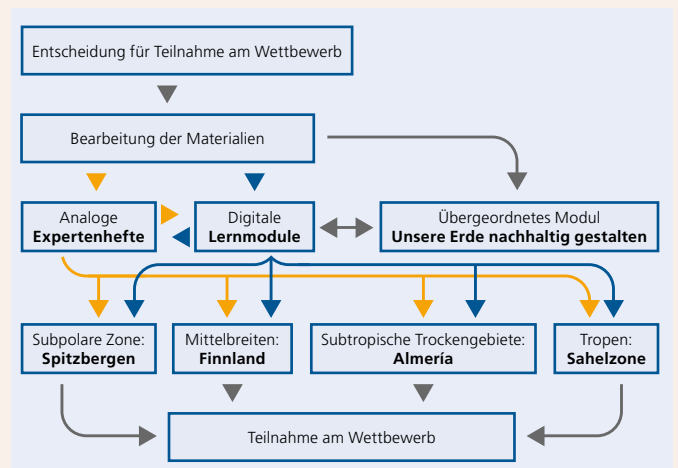 Entscheidung für Teilnahme am Wettbewerb
Bearbeitung der Materialien
Analoge
Expertenhefte
Digitale
Lernmodule
Übergeordnetes Modul
Unsere Erde nachhaltig gestalten
Subpolare Zone:
Spitzbergen
Mittelbreiten:
Finnland
Subtropische Trockengebiete:
Almería
Tropen:
Sahelzone
Teilnahme am Wettbewerb